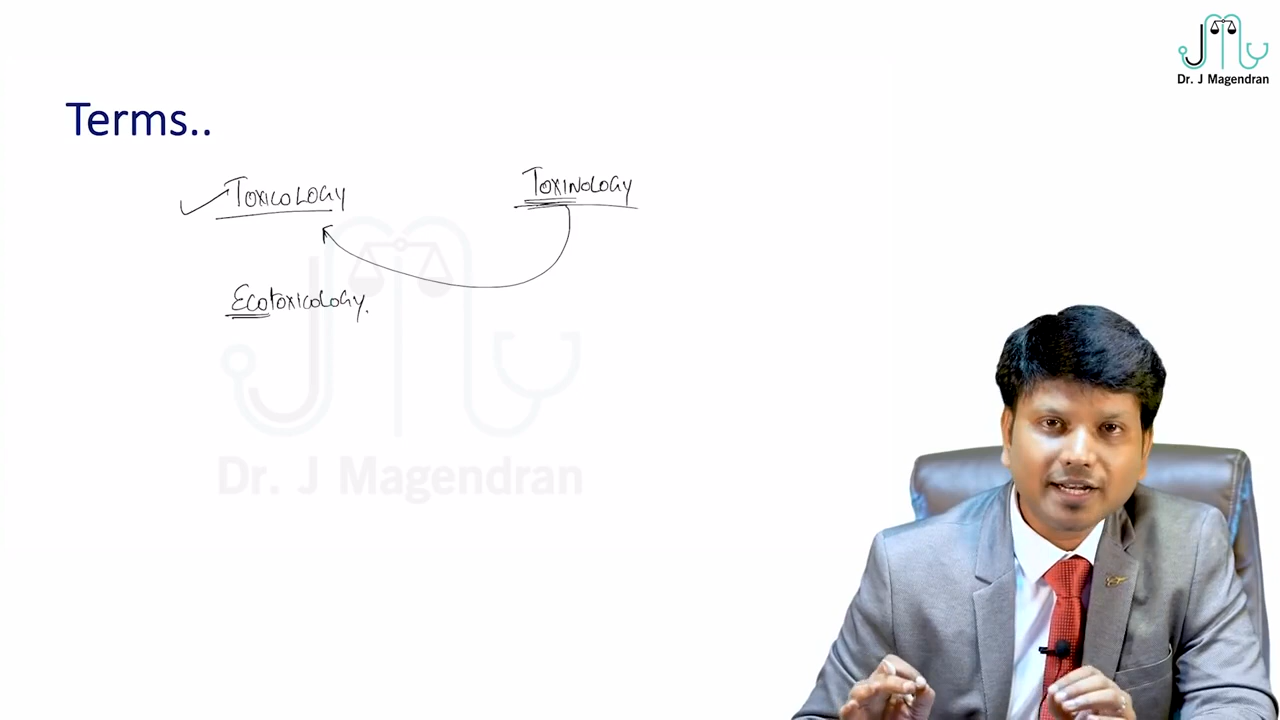 Dr. J Magendran
Terms..
Toxicology
Toxinology
Ecotoxicology.
Dr. J Magendran